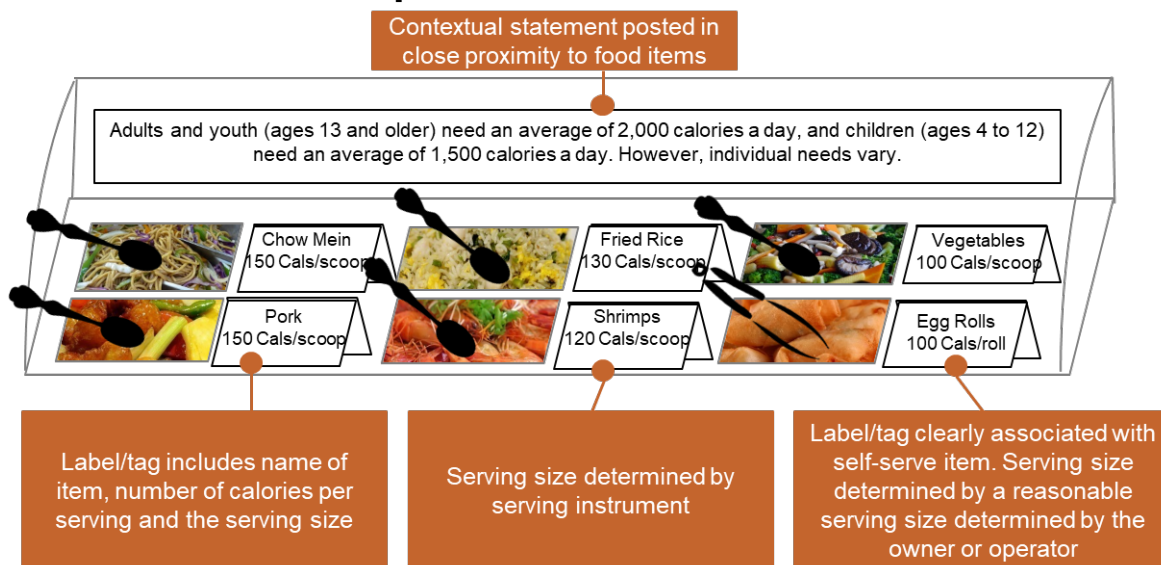 Contextual statement posted in
close proximity to food items
Adults and youth (ages 13 and older) need an average of 2,000 calories a day, and children (ages 4 to 12)
need an average of 1,500 calories a day. However, individual needs vary.
Chow Mein
150 Cals/scoop
Fried Rice
130 Cals/scoop
Vegetables
100 Cals/scoop
Pork
150 Cals/scoop
Shrimps
120 Cals/scoop
Egg Rolls
100 Cals/roll
Label/tag includes name of
item, number of calories per
serving and the serving size
Serving size determined by
serving instrument
Label/tag clearly associated with
self-serve item. Serving size
determined by a reasonable
serving size determined by the
owner or operator